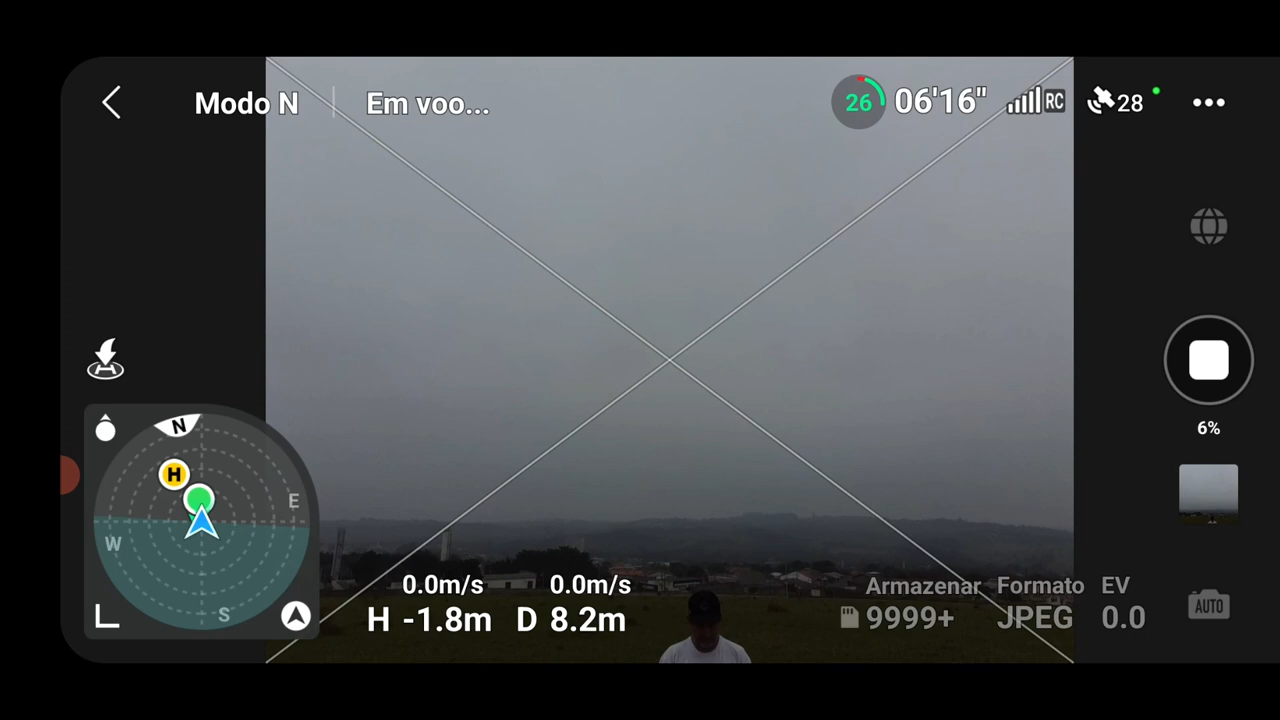 Modo N
Em voo...
26
06'16"
RC
28
6%
N
H
E
W
S
0.0m/s
0.0m/s
H -1.8m
D 8.2m
Armazenar
Formato
EV
9999+
JPEG
0.0
AUTO